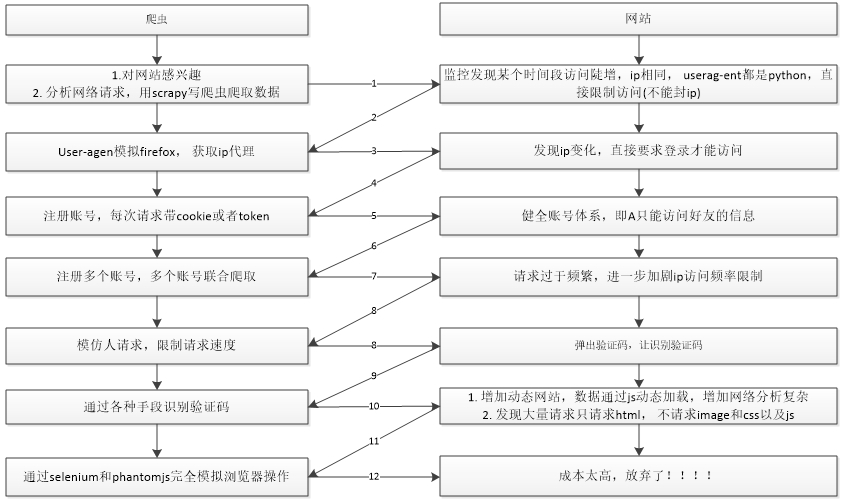 爬虫
网站
1.对网站感兴趣
2. 分析网络请求，用scrapy写爬虫爬取数据
1
监控发现某个时间段访问陡增，ip相同， userag-ent都是python，直
接限制访问(不能封ip)
2
User-agen模拟firefox， 获取ip代理
3
发现ip变化，直接要求登录才能访问
4
注册账号，每次请求带cookie或者token
5
健全账号体系，即A只能访问好友的信息
6
注册多个账号，多个账号联合爬取
7
请求过于频繁，进一步加剧ip访问频率限制
8
模仿人请求，限制请求速度
8
弹出验证码，让识别验证码
9
通过各种手段识别验证码
10
1. 增加动态网站，数据通过js动态加载，增加网络分析复杂
2. 发现大量请求只请求html， 不请求image和css以及js
11
通过selenium和phantomjs完全模拟浏览器操作
12
成本太高，放弃了！！！！